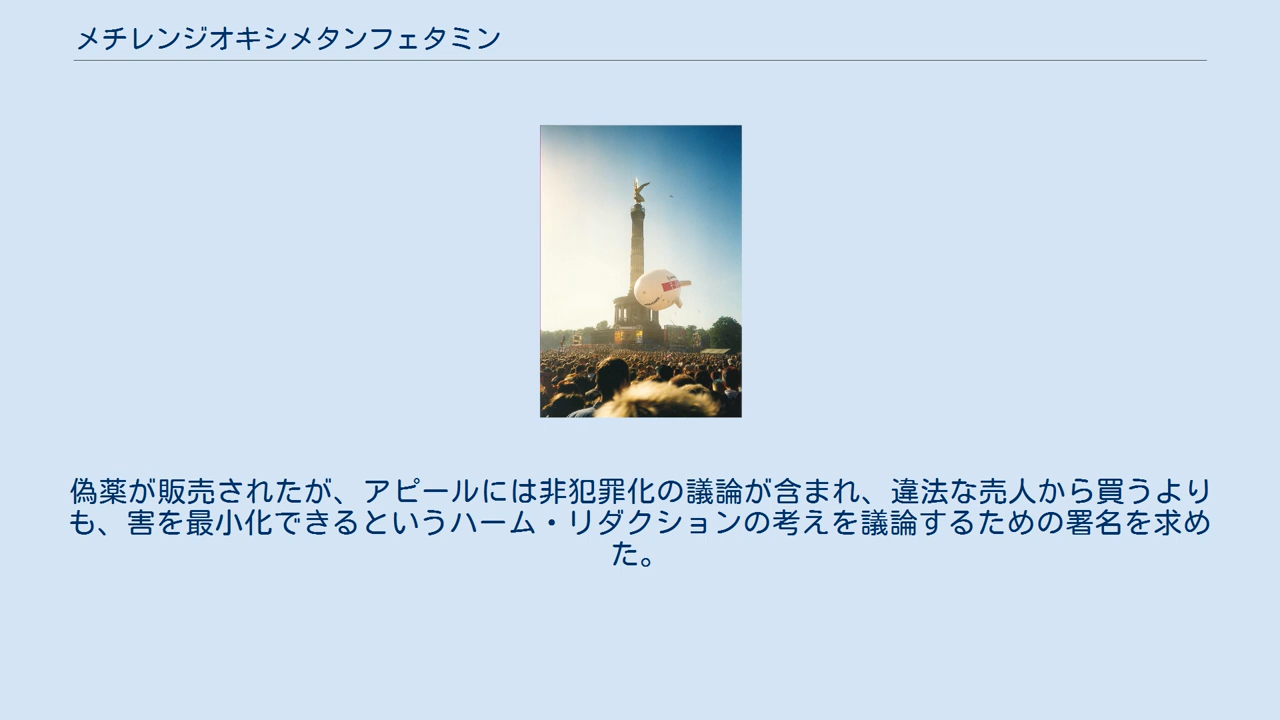 メチレンジオキシメタンフェタミン
偽薬が販売されたが、アピールには非犯罪化の議論が含まれ、違法な売人から買うより
も、害を最小化できるというハーム・リダクションの考えを議論するための署名を求め
た。